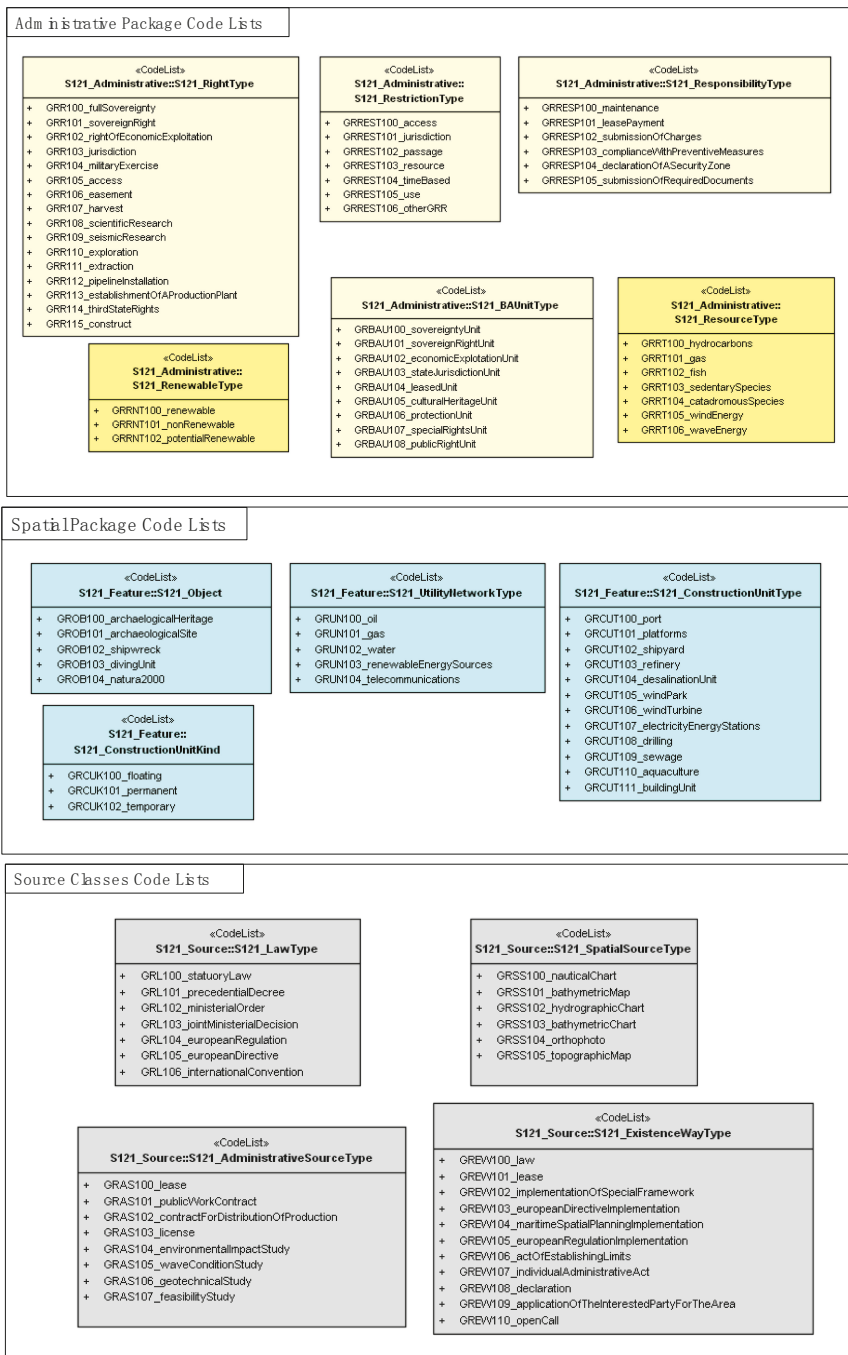 Administrative Package Code Lists
«CodeList»
S121_Administrative::S121_RightType
+ GRR100_fullSovereignty
+ GRR101_sovereignRight
+ GRR102_rightOfEconomicExploitation
+ GRR103_jurisdiction
+ GRR104_militaryExercise
+ GRR105_access
+ GRR106_easement
+ GRR107_harvest
+ GRR108_scientificResearch
+ GRR109_seismicResearch
+ GRR110_exploration
+ GRR111_extraction
+ GRR112_pipelineInstallation
+ GRR113_establishmentOfAProductionPlant
+ GRR114_thirdStateRights
+ GRR115_construct
«CodeList»
S121_Administrative::
S121_RestrictionType
+ GRREST100_access
+ GRREST101_jurisdiction
+ GRREST102_passage
+ GRREST103_resource
+ GRREST104_timeBased
+ GRREST105_use
+ GRREST106_otherGRR
«CodeList»
S121_Administrative::S121_ResponsibilityType
+ GRRESP100_maintenance
+ GRRESP101_leasePayment
+ GRRESP102_submissionOfCharges
+ GRRESP103_complianceWithPreventiveMeasures
+ GRRESP104_declarationOfASecurityZone
+ GRRESP105_submissionOfRequiredDocuments
«CodeList»
S121_Administrative::
S121_RenewableType
+ GRRNT100_renewable
+ GRRNT101_nonRenewable
+ GRRNT102_potentialRenewable
«CodeList»
S121_Administrative::S121_BAUnitType
+ GRBAU100_sovereigntyUnit
+ GRBAU101_sovereignRightUnit
+ GRBAU102_economicExplotationUnit
+ GRBAU103_stateJurisdictionUnit
+ GRBAU104_leasedUnit
+ GRBAU105_culturalHeritageUnit
+ GRBAU106_protectionUnit
+ GRBAU107_specialRightsUnit
+ GRBAU108_publicRightUnit
«CodeList»
S121_Administrative::
S121_ResourceType
+ GRRT100_hydrocarbons
+ GRRT101_gas
+ GRRT102_fish
+ GRRT103_sedentarySpecies
+ GRRT104_catadromousSpecies
+ GRRT105_windEnergy
+ GRRT106_waveEnergy
Spatial Package Code Lists
«CodeList»
S121_Feature::S121_Object
+ GROB100_archaelogicalHeritage
+ GROB101_archaeologicalSite
+ GROB102_shipwreck
+ GROB103_divingUnit
+ GROB104_natura2000
«CodeList»
S121_Feature::S121_UtilityNetworkType
+ GRUN100_oil
+ GRUN101_gas
+ GRUN102_water
+ GRUN103_renewableEnergySources
+ GRUN104_telecommunications
«CodeList»
S121_Feature::S121_ConstructionUnitType
+ GRCUT100_port
+ GRCUT101_platforms
+ GRCUT102_shipyard
+ GRCUT103_refinery
+ GRCUT104_desalinationUnit
+ GRCUT105_windPark
+ GRCUT106_windTurbine
+ GRCUT107_electricityEnergyStations
+ GRCUT108_drilling
+ GRCUT109_sewage
+ GRCUT110_aquaculture
+ GRCUT111_buildingUnit
«CodeList»
S121_Feature::
S121_ConstructionUnitKind
+ GRCUK100_floating
+ GRCUK101_permanent
+ GRCUK102_temporary
Source Classes Code Lists
«CodeList»
S121_Source::S121_LawType
+ GRL100_statuoryLaw
+ GRL101_precedentialDecree
+ GRL102_ministerialOrder
+ GRL103_jointMinisterialDecision
+ GRL104_europeanRegulation
+ GRL105_europeanDirective
+ GRL106_internationalConvention
«CodeList»
S121_Source::S121_SpatialSourceType
+ GRSS100_nauticalChart
+ GRSS101_bathymetricMap
+ GRSS102_hydrographicChart
+ GRSS103_bathymetricChart
+ GRSS104_orthophoto
+ GRSS105_topographicMap
«CodeList»
S121_Source::S121_AdministrativeSourceType
+ GRAS100_lease
+ GRAS101_publicWorkContract
+ GRAS102_contractForDistributionOfProduction
+ GRAS103_license
+ GRAS104_environmentalImpactStudy
+ GRAS105_waveConditionStudy
+ GRAS106_geotechnicalStudy
+ GRAS107_feasibilityStudy
«CodeList»
S121_Source::S121_ExistenceWayType
+ GREW100_law
+ GREW101_lease
+ GREW102_implementationOfSpecialFramework
+ GREW103_europeanDirectiveImplementation
+ GREW104_maritimeSpatialPlanningImplementation
+ GREW105_europeanRegulationImplementation
+ GREW106_actOfEstablishingLimits
+ GREW107_individualAdministrativeAct
+ GREW108_declaration
+ GREW109_applicationOfTheInterestedPartyForTheArea
+ GREW110_openCall